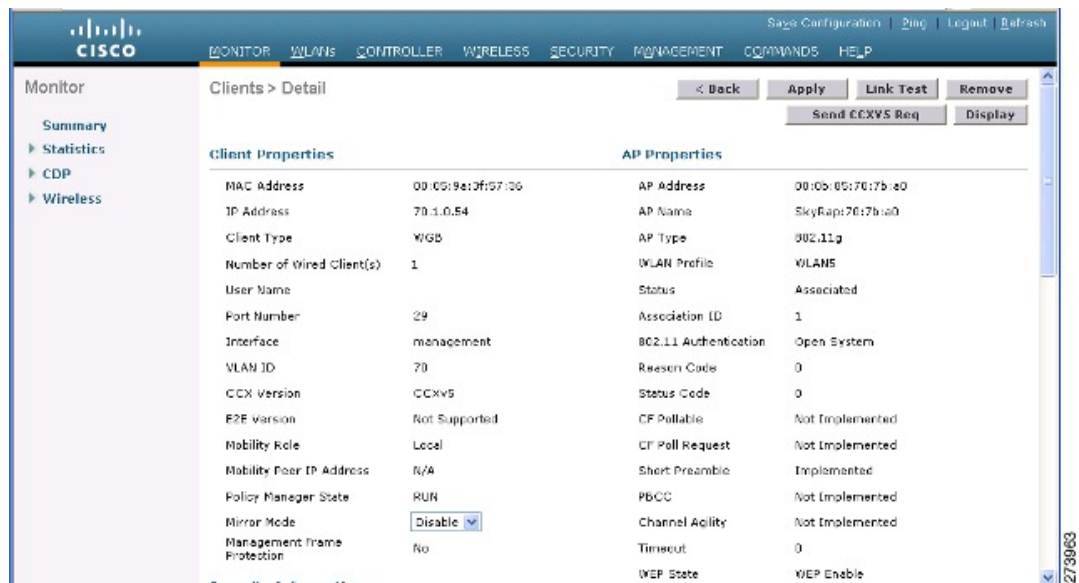 Save Configuration | Ping | Logout | Refresh
CISCO
MONITOR WLANs CONTROLLER WIRELESS SECURITY MANAGEMENT COMMANDS HELP
Monitor
Summary
Statistics
CDP
Wireless
Clients > Detail
< Back Apply Link Test Remove
Send CCXV5 Req Display
Client Properties
MAC Address 00:05:9a:3f:57:36
IP Address 70.1.0.54
Client Type WGB
Number of Wired Client(s) 1
User Name
Port Number 29
Interface management
VLAN ID 70
CCX Version CCXv5
E2E Version Not Supported
Mobility Role Local
Mobility Peer IP Address N/A
Policy Manager State RUN
Mirror Mode Disable
Management Frame
Protection No
AP Properties
AP Address 00:0b:85:70:7b:a0
AP Name SkyRap:70:7b:a0
AP Type 802.11g
WLAN Profile WLAN5
Status Associated
Association ID 1
802.11 Authentication Open System
Reason Code 0
Status Code 0
CF Pollable Not Implemented
CF Poll Request Not Implemented
Short Preamble Implemented
PBCC Not Implemented
Channel Agility Not Implemented
Timeout 0
WEP State WEP Enable
273963